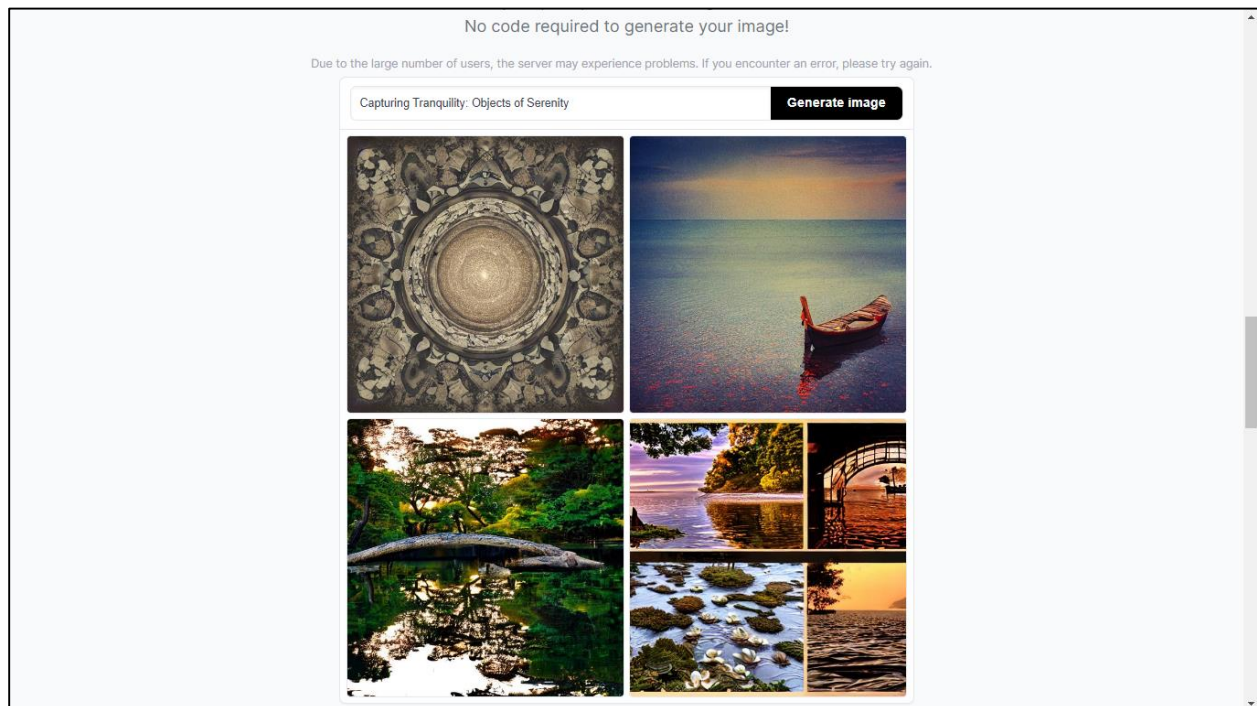 No code required to generate your image!
Due to the large number of users, the server may experience problems. If you encounter an error, please try again.
Capturing Tranquility: Objects of Serenity
Generate image